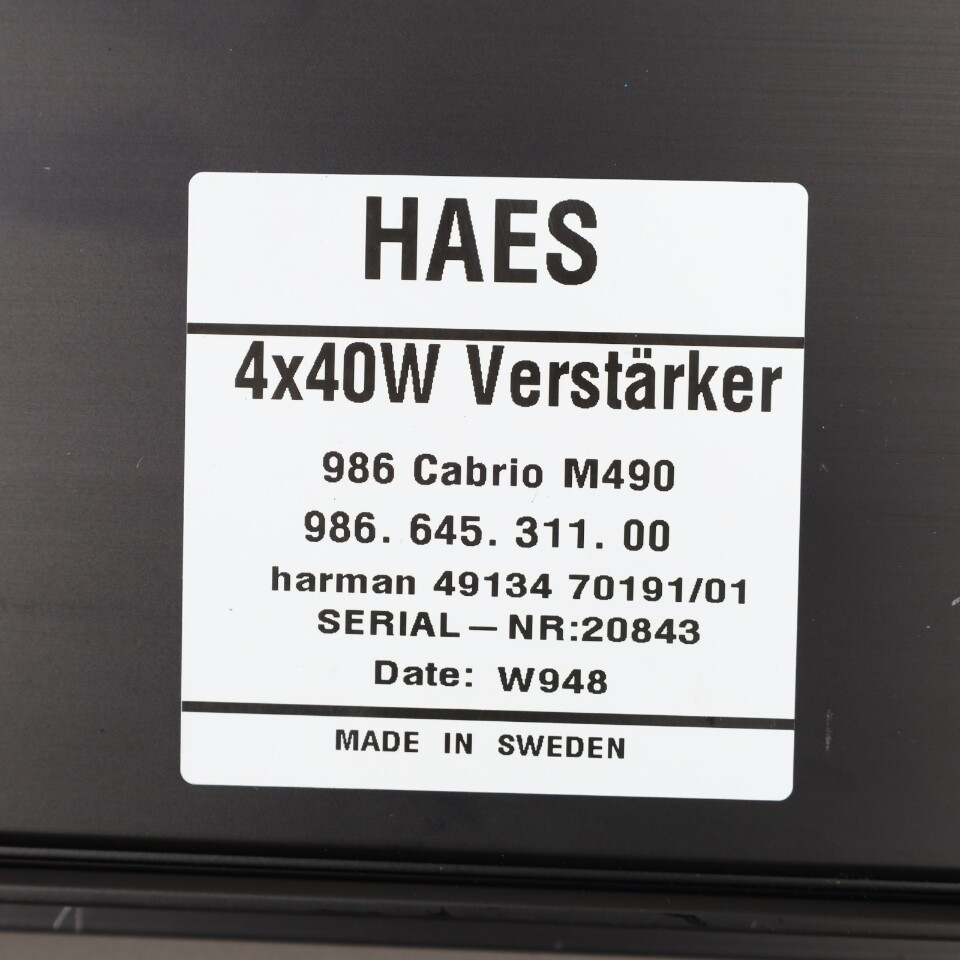 HAES
4x40W Verstärker
986 Cabrio M490
986. 645. 311. 00
harman 49134 70191/01
SERIAL-NR:20843
Date: W948
MADE IN SWEDEN